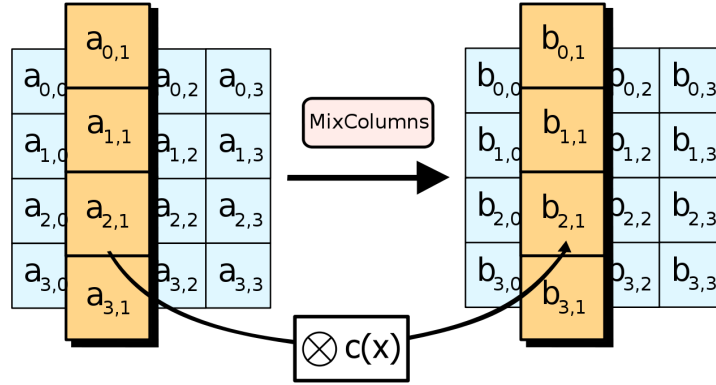 a0,1 b0,1
a0,0 a0,2 a0,3 b0,0 b0,2 b0,3
MixColumns
a1,1 b1,1
a1,0 a1,2 a1,3 b1,0 b1,2 b1,3
a2,1 b2,1
a2,0 a2,2 a2,3 b2,0 b2,2 b2,3
a3,0 a3,2 a3,3 b3,0 b3,2 b3,3
a3,1 b3,1
⊗ c(x)